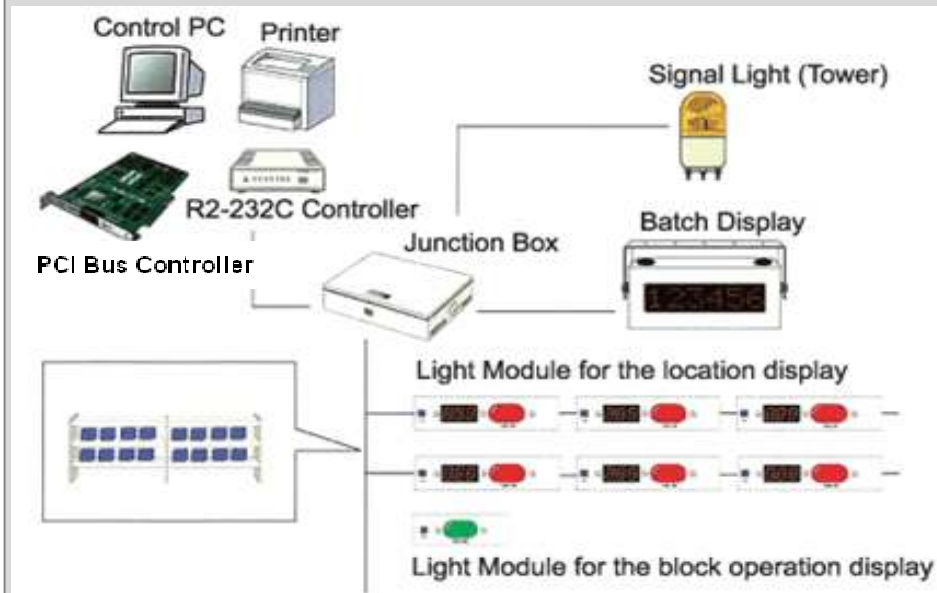 Control PC
Printer
Signal Light (Tower)
R2-232C Controller
PCI Bus Controller
Junction Box
Batch Display
123456
Light Module for the location display
Light Module for the block operation display